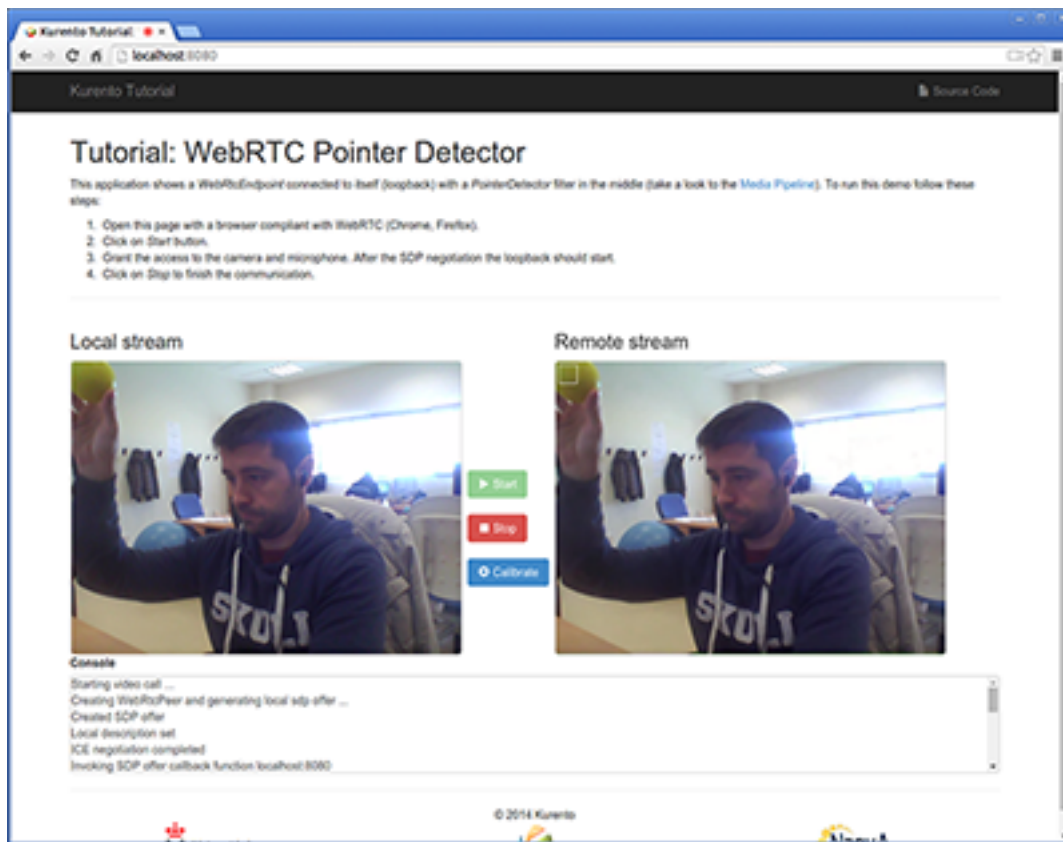 Kurento Tutorial
localhost:8080
Kurento Tutorial
Source Code
Tutorial: WebRTC Pointer Detector
This application shows a WebRtcEndpoint connected to itself (loopback) with a PointerDetector filter in the middle (take a look to the Media Pipeline). To run this demo follow these
steps:
1. Open this page with a browser compliant with WebRTC (Chrome, Firefox).
2. Click on Start button.
3. Grant the access to the camera and microphone. After the SDP negotiation the loopback should start.
4. Click on Stop to finish the communication.
Local stream
Remote stream
Start
Stop
Calibrate
Console
Starting video call ...
Creating WebRtcPeer and generating local sdp offer ...
Created SDP offer
Local description set
ICE negotiation completed
Invoking SDP offer callback function localhost:8080
© 2014 Kurento